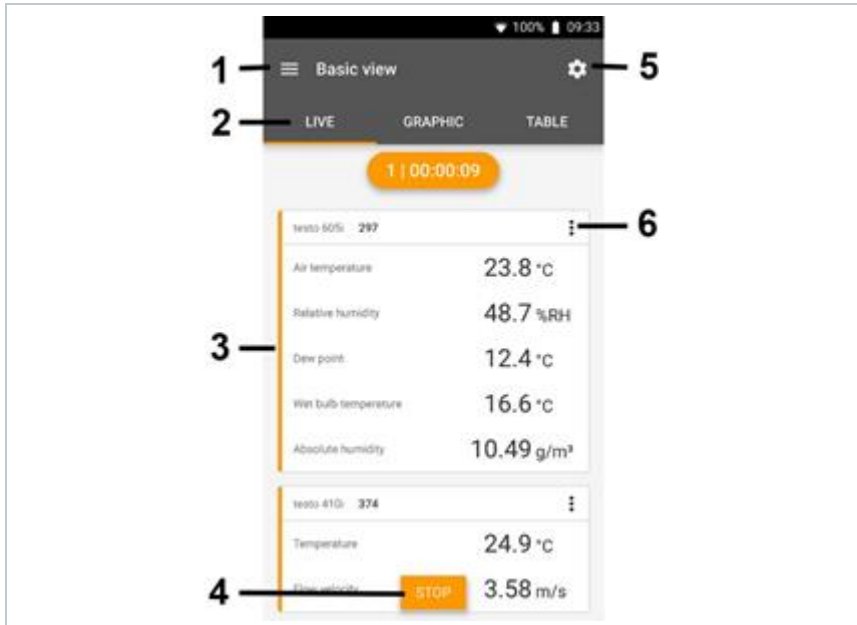 100% 09:33
1 Basic view 5
2 LIVE GRAPHIC TABLE
1 | 00:00:09
testo 605i 297 6
Air temperature 23.8 °C
Relative humidity 48.7 %RH
3
Dew point 12.4 °C
Wet bulb temperature 16.6 °C
Absolute humidity 10.49 g/m³
testo 410i 374
Temperature 24.9 °C
4 Flow velocity STOP 3.58 m/s